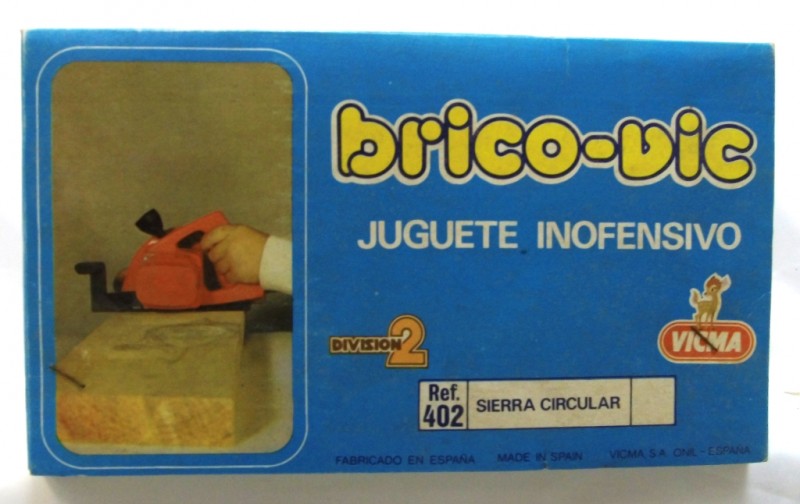 brico-vic
JUGUETE INOFENSIVO
DIVISION 2
VICMA
Ref. 402
SIERRA CIRCULAR
FABRICADO EN ESPAÑA MADE IN SPAIN VICMA, S.A. ONIL - ESPAÑA